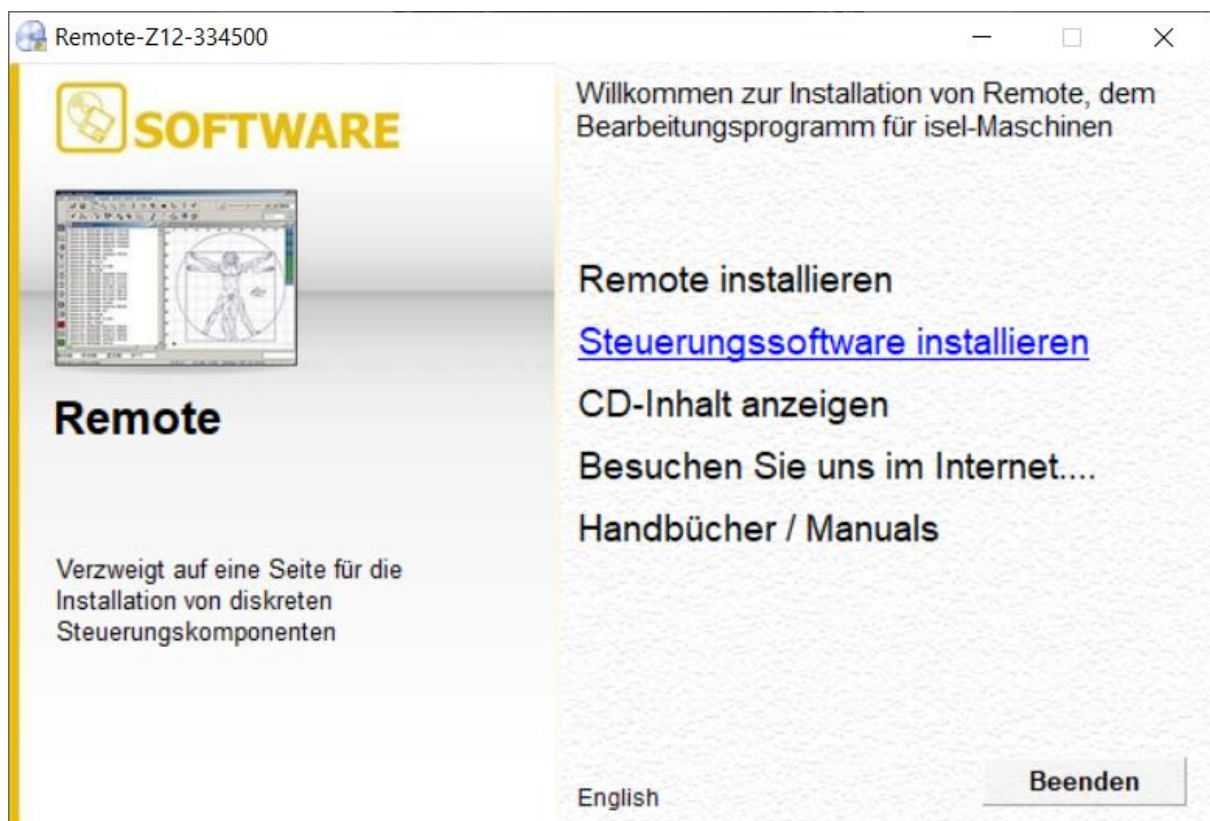 Remote-Z12-334500
SOFTWARE
Remote
Verzweigt auf eine Seite für die
Installation von diskreten
Steuerungskomponenten
Willkommen zur Installation von Remote, dem
Bearbeitungsprogramm für isel-Maschinen
Remote installieren
Steuerungssoftware installieren
CD-Inhalt anzeigen
Besuchen Sie uns im Internet....
Handbücher / Manuals
English
Beenden